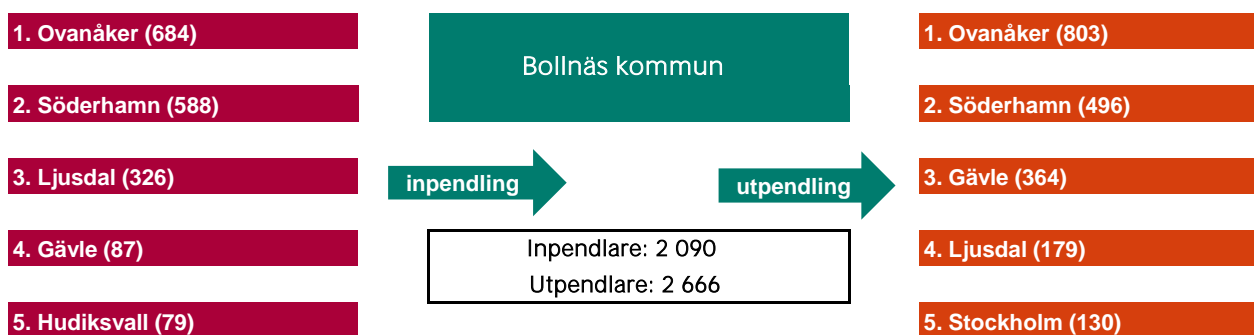 1. Ovanåker (684)
2. Söderhamn (588)
3. Ljusdal (326)
4. Gävle (87)
5. Hudiksvall (79)
Bollnäs kommun
inpendling
utpendling
Inpendlare: 2 090
Utpendlare: 2 666
1. Ovanåker (803)
2. Söderhamn (496)
3. Gävle (364)
4. Ljusdal (179)
5. Stockholm (130)